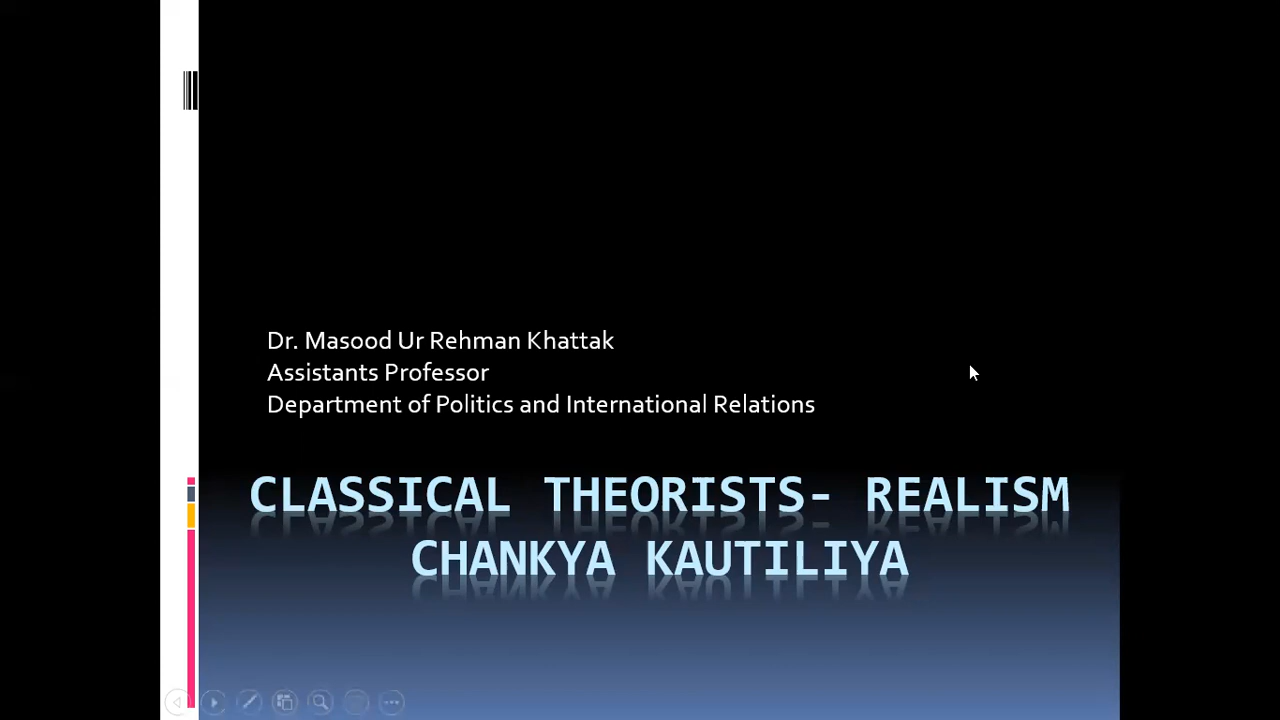 Dr. Masood Ur Rehman Khattak
Assistants Professor
Department of Politics and International Relations
CLASSICAL THEORISTS- REALISM
CHANKYA KAUTILIYA